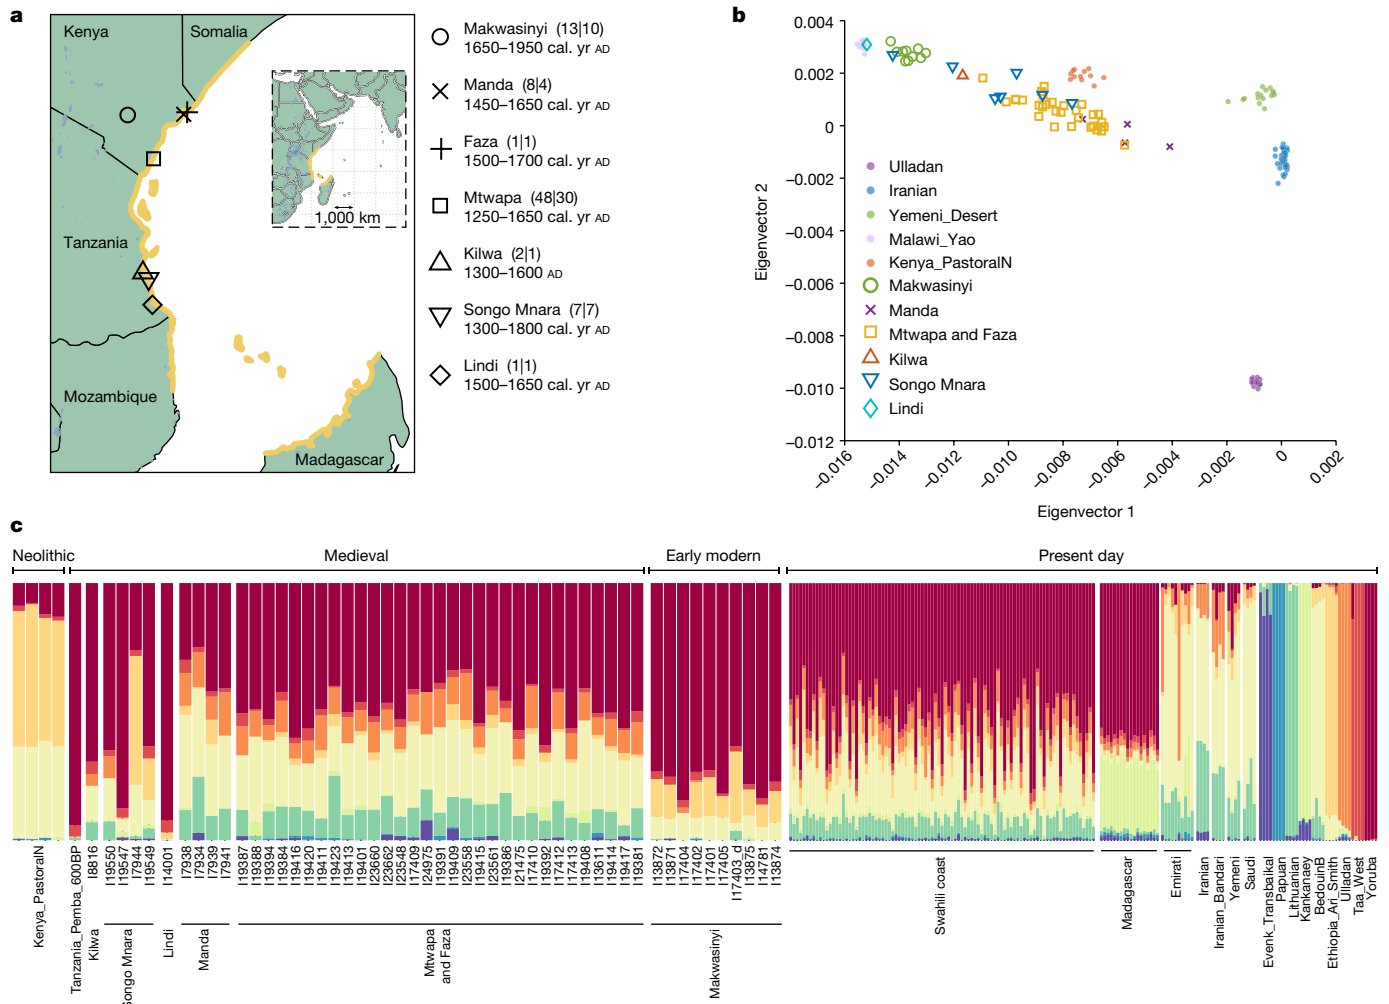 a
Kenya
Somalia
Tanzania
Mozambique
Madagascar
1,000 km
Makwasinyi (13|10)
1650–1950 cal. yr AD
Manda (8|4)
1450–1650 cal. yr AD
Faza (1|1)
1500–1700 cal. yr AD
Mtwapa (48|30)
1250–1650 cal. yr AD
Kilwa (2|1)
1300–1600 AD
Songo Mnara (7|7)
1300–1800 cal. yr AD
Lindi (1|1)
1500–1650 cal. yr AD
b
0.004
0.002
0
–0.002
–0.004
–0.006
–0.008
–0.010
–0.012
Eigenvector 2
Ulladan
Iranian
Yemeni_Desert
Malawi_Yao
Kenya_PastoralN
Makwasinyi
Manda
Mtwapa and Faza
Kilwa
Songo Mnara
Lindi
–0.016
–0.014
–0.012
–0.010
–0.008
–0.006
–0.004
–0.002
0
0.002
Eigenvector 1
c
Neolithic
Medieval
Early modern
Present day
Kenya_PastoralN
Tanzania_Pemba_600BP
I8816
Kilwa
I19550
I19547
I7944
I19549
Songo Mnara
I14001
Lindi
I7938
I7934
I7939
I7941
Manda
I19387
I19388
I19394
I19384
I19416
I19420
I19411
I19423
I19413
I19401
I23660
I23662
I23548
I17409
I24975
I19391
I19409
I23558
I19415
I23561
I19386
I21475
I17410
I19392
I17412
I17413
I19408
I13611
I19414
I19417
I19381
Mtwapa
and Faza
I13872
I13871
I17404
I17402
I17401
I17405
I17403_d
I13875
I14781
I13874
Makwasinyi
Swahili coast
Madagascar
Emirati
Iranian
Iranian_Bandari
Yemeni
Saudi
Evenk_Transbaikal
Papuan
Lithuanian
Kankanaey
BedouinB
Ethiopia_Ari_Smith
Ulladan
Taa_West
Yoruba